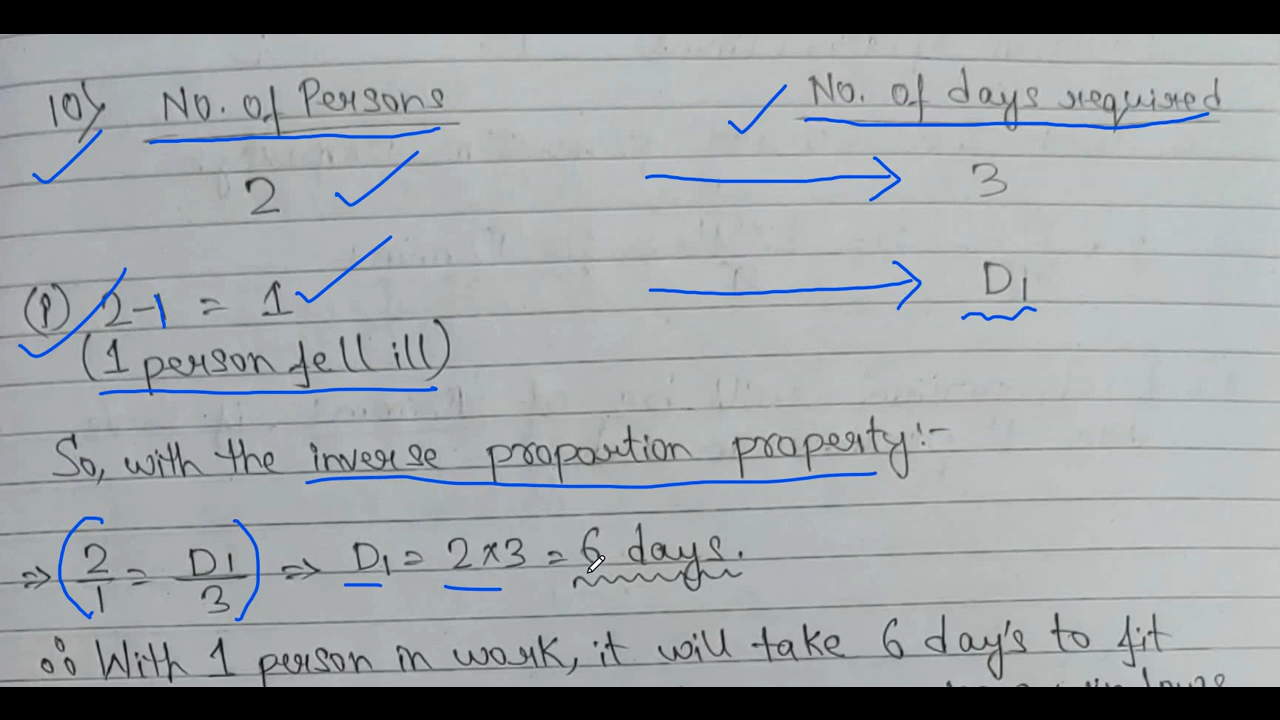 10) No. of Persons No. of days required
2 → 3
(i) 2-1 = 1 → D1
(1 person fell ill)
So, with the inverse proportion property:-
⇒ (2/1 = D1/3) ⇒ D1 = 2×3 = 6 days.
∴ With 1 person in work, it will take 6 day's to fit